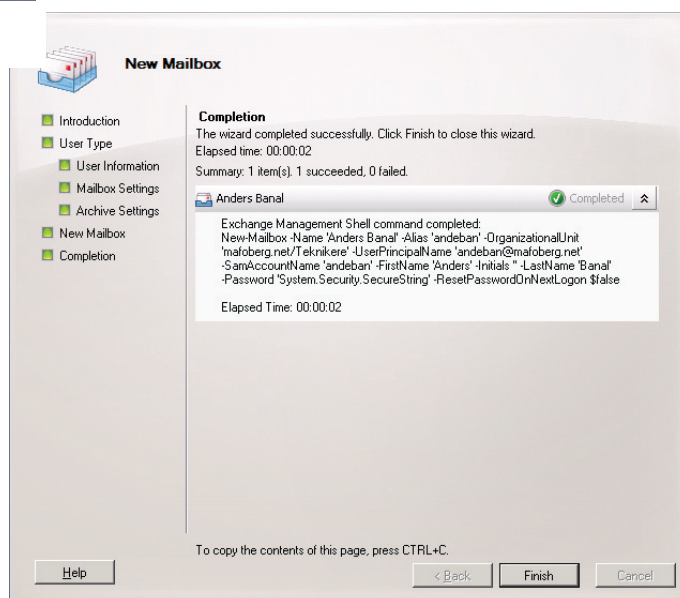 New Mailbox
Introduction
User Type
User Information
Mailbox Settings
Archive Settings
New Mailbox
Completion
Completion
The wizard completed successfully. Click Finish to close this wizard.
Elapsed time: 00:00:02
Summary: 1 item(s). 1 succeeded, 0 failed.
Anders Banal
Completed
Exchange Management Shell command completed:
New-Mailbox -Name 'Anders Banal' -Alias 'andeban' -OrganizationalUnit
'mafoberg.net/Teknikere' -UserPrincipalName 'andeban@mafoberg.net'
-SamAccountName 'andeban' -FirstName 'Anders' -Initials '' -LastName 'Banal'
-Password 'System.Security.SecureString' -ResetPasswordOnNextLogon $false
Elapsed Time: 00:00:02
To copy the contents of this page, press CTRL+C.
Help
< Back
Finish
Cancel